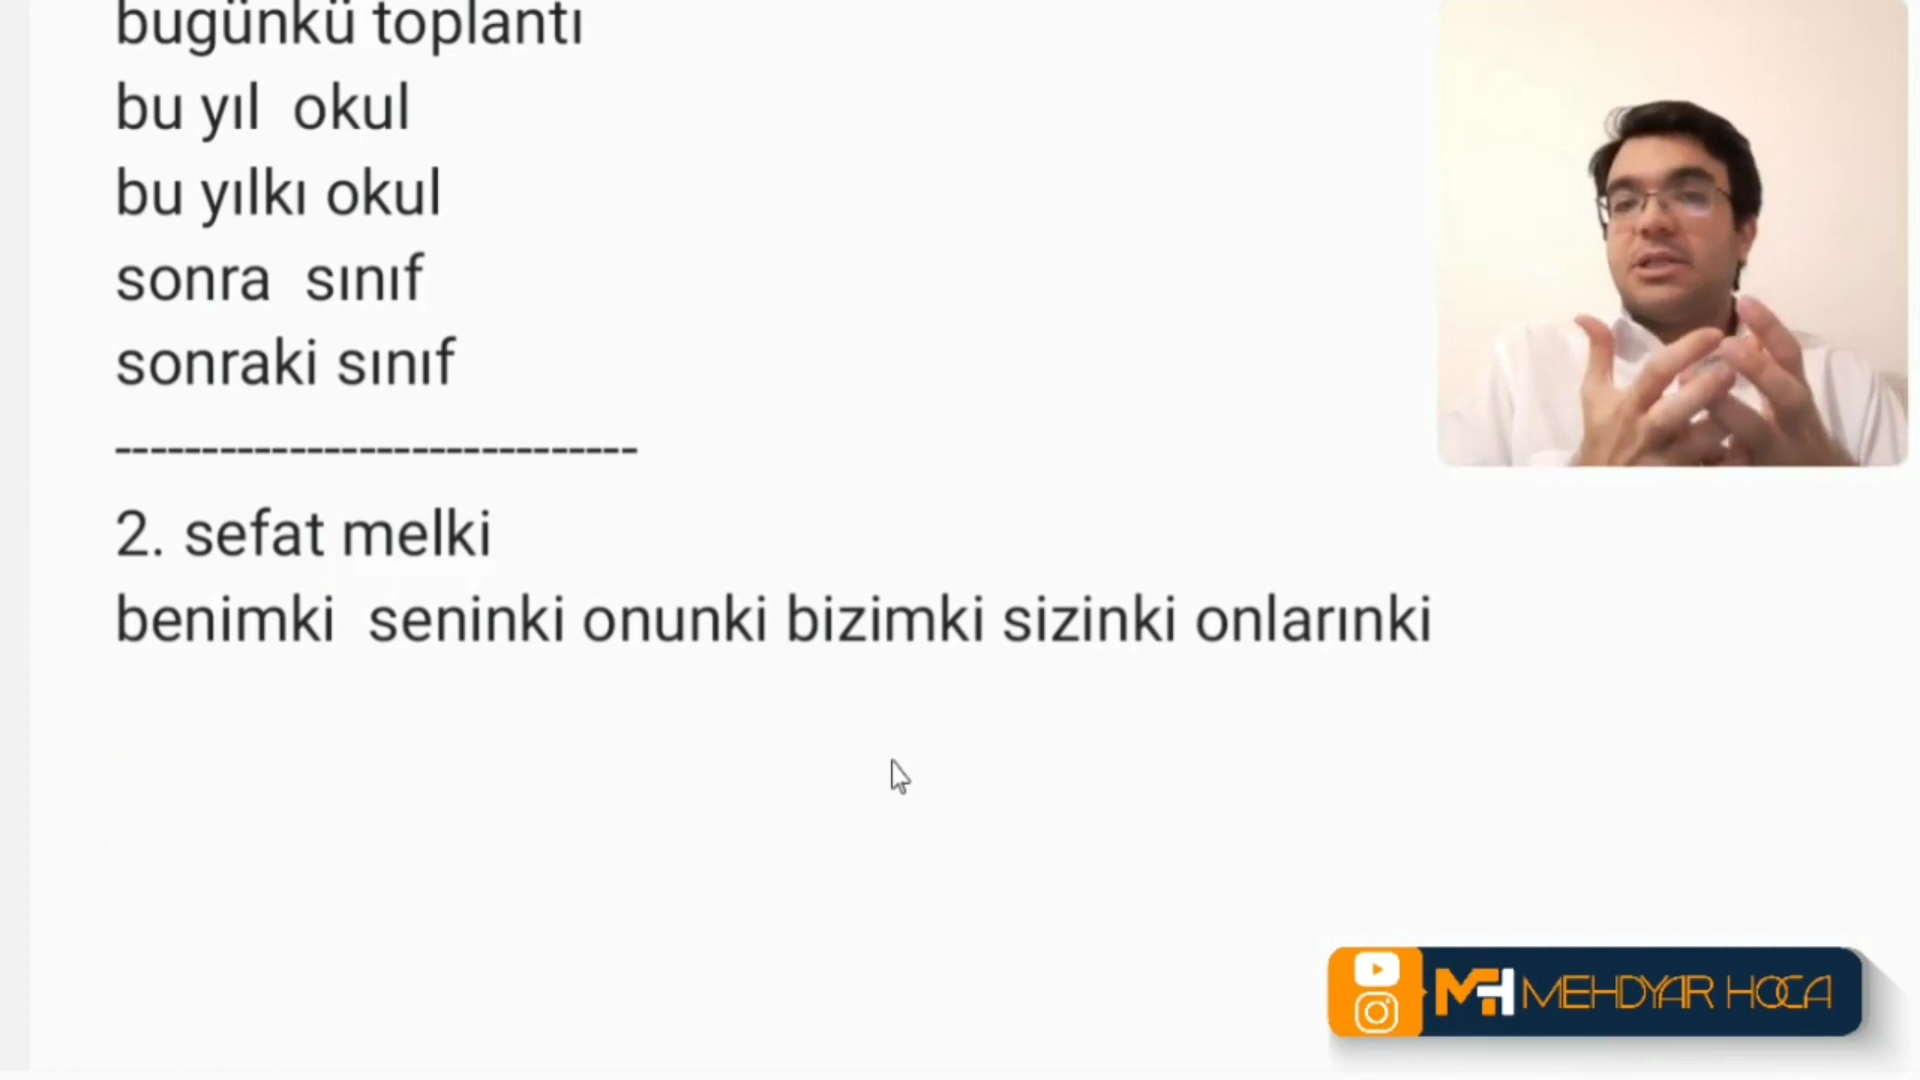 bugünkü toplantı
bu yıl  okul
bu yılkı okul
sonra  sınıf
sonraki sınıf
------------------------------
2. sefat melki
benimki  seninki onunki bizimki sizinki onlarınki
MH MEHDYAR HOCA